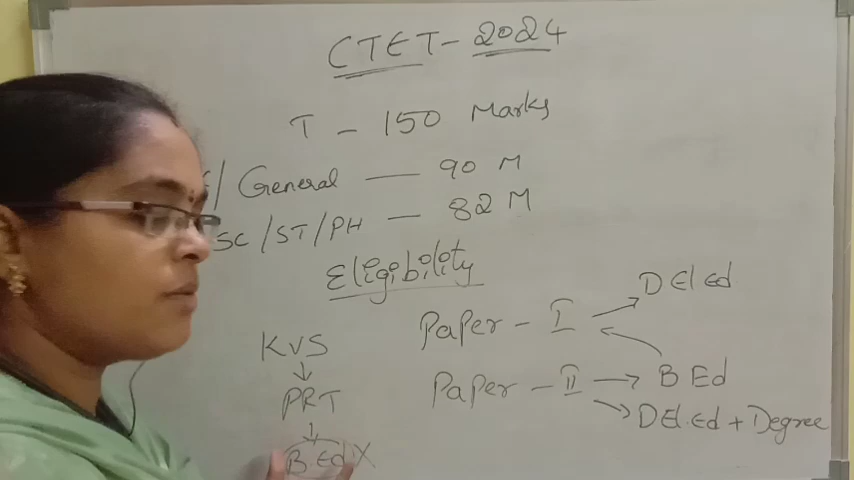 CTET - 2024
T - 150 Marks
/ General — 90 M
SC/ST/PH — 82 M
Eligibility
Paper - I → DEl Ed
Paper - II → B Ed
→ DEl.Ed + Degree
KVS
↓
PRT
↓
B.Ed X